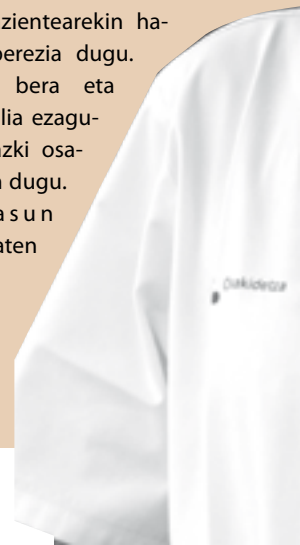 zientearekin ha-
perezia dugu.
bera eta
lia ezagu-
zki osa-
dugu.
asun
aten
Osakidetza